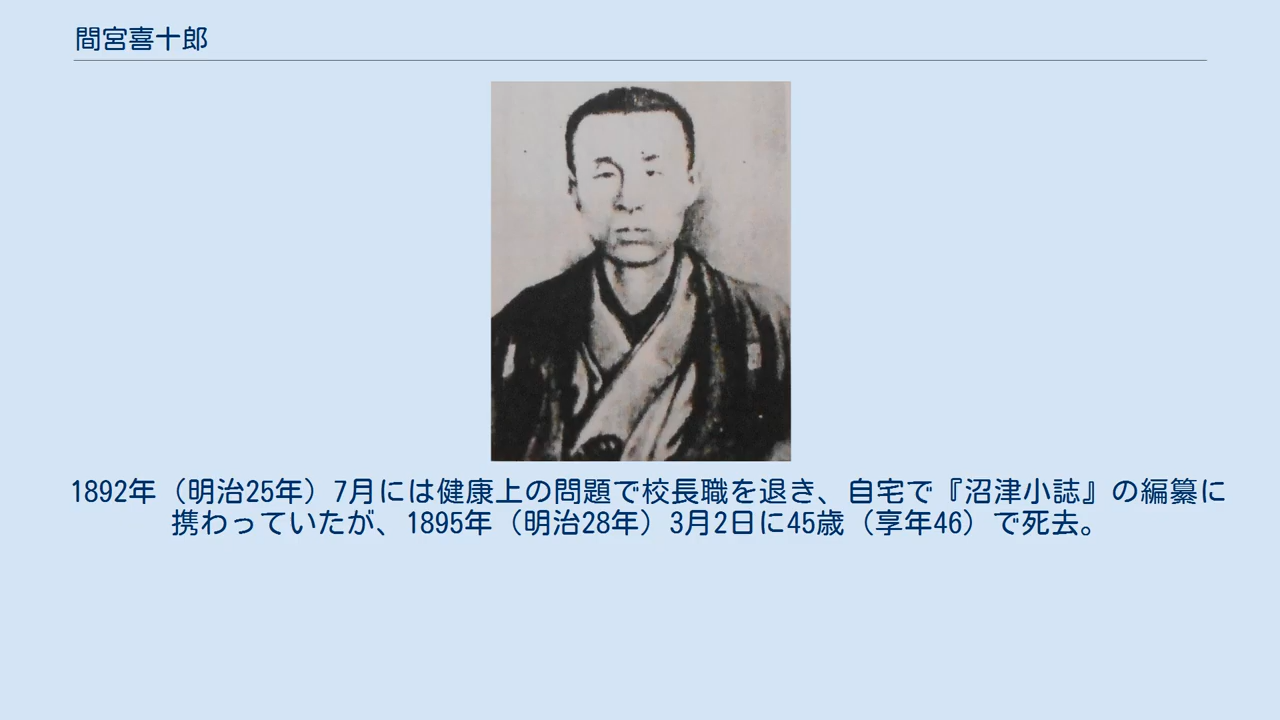 間宮喜十郎
1892年（明治25年）7月には健康上の問題で校長職を退き、自宅で『沼津小誌』の編纂に
携わっていたが、1895年（明治28年）3月2日に45歳（享年46）で死去。